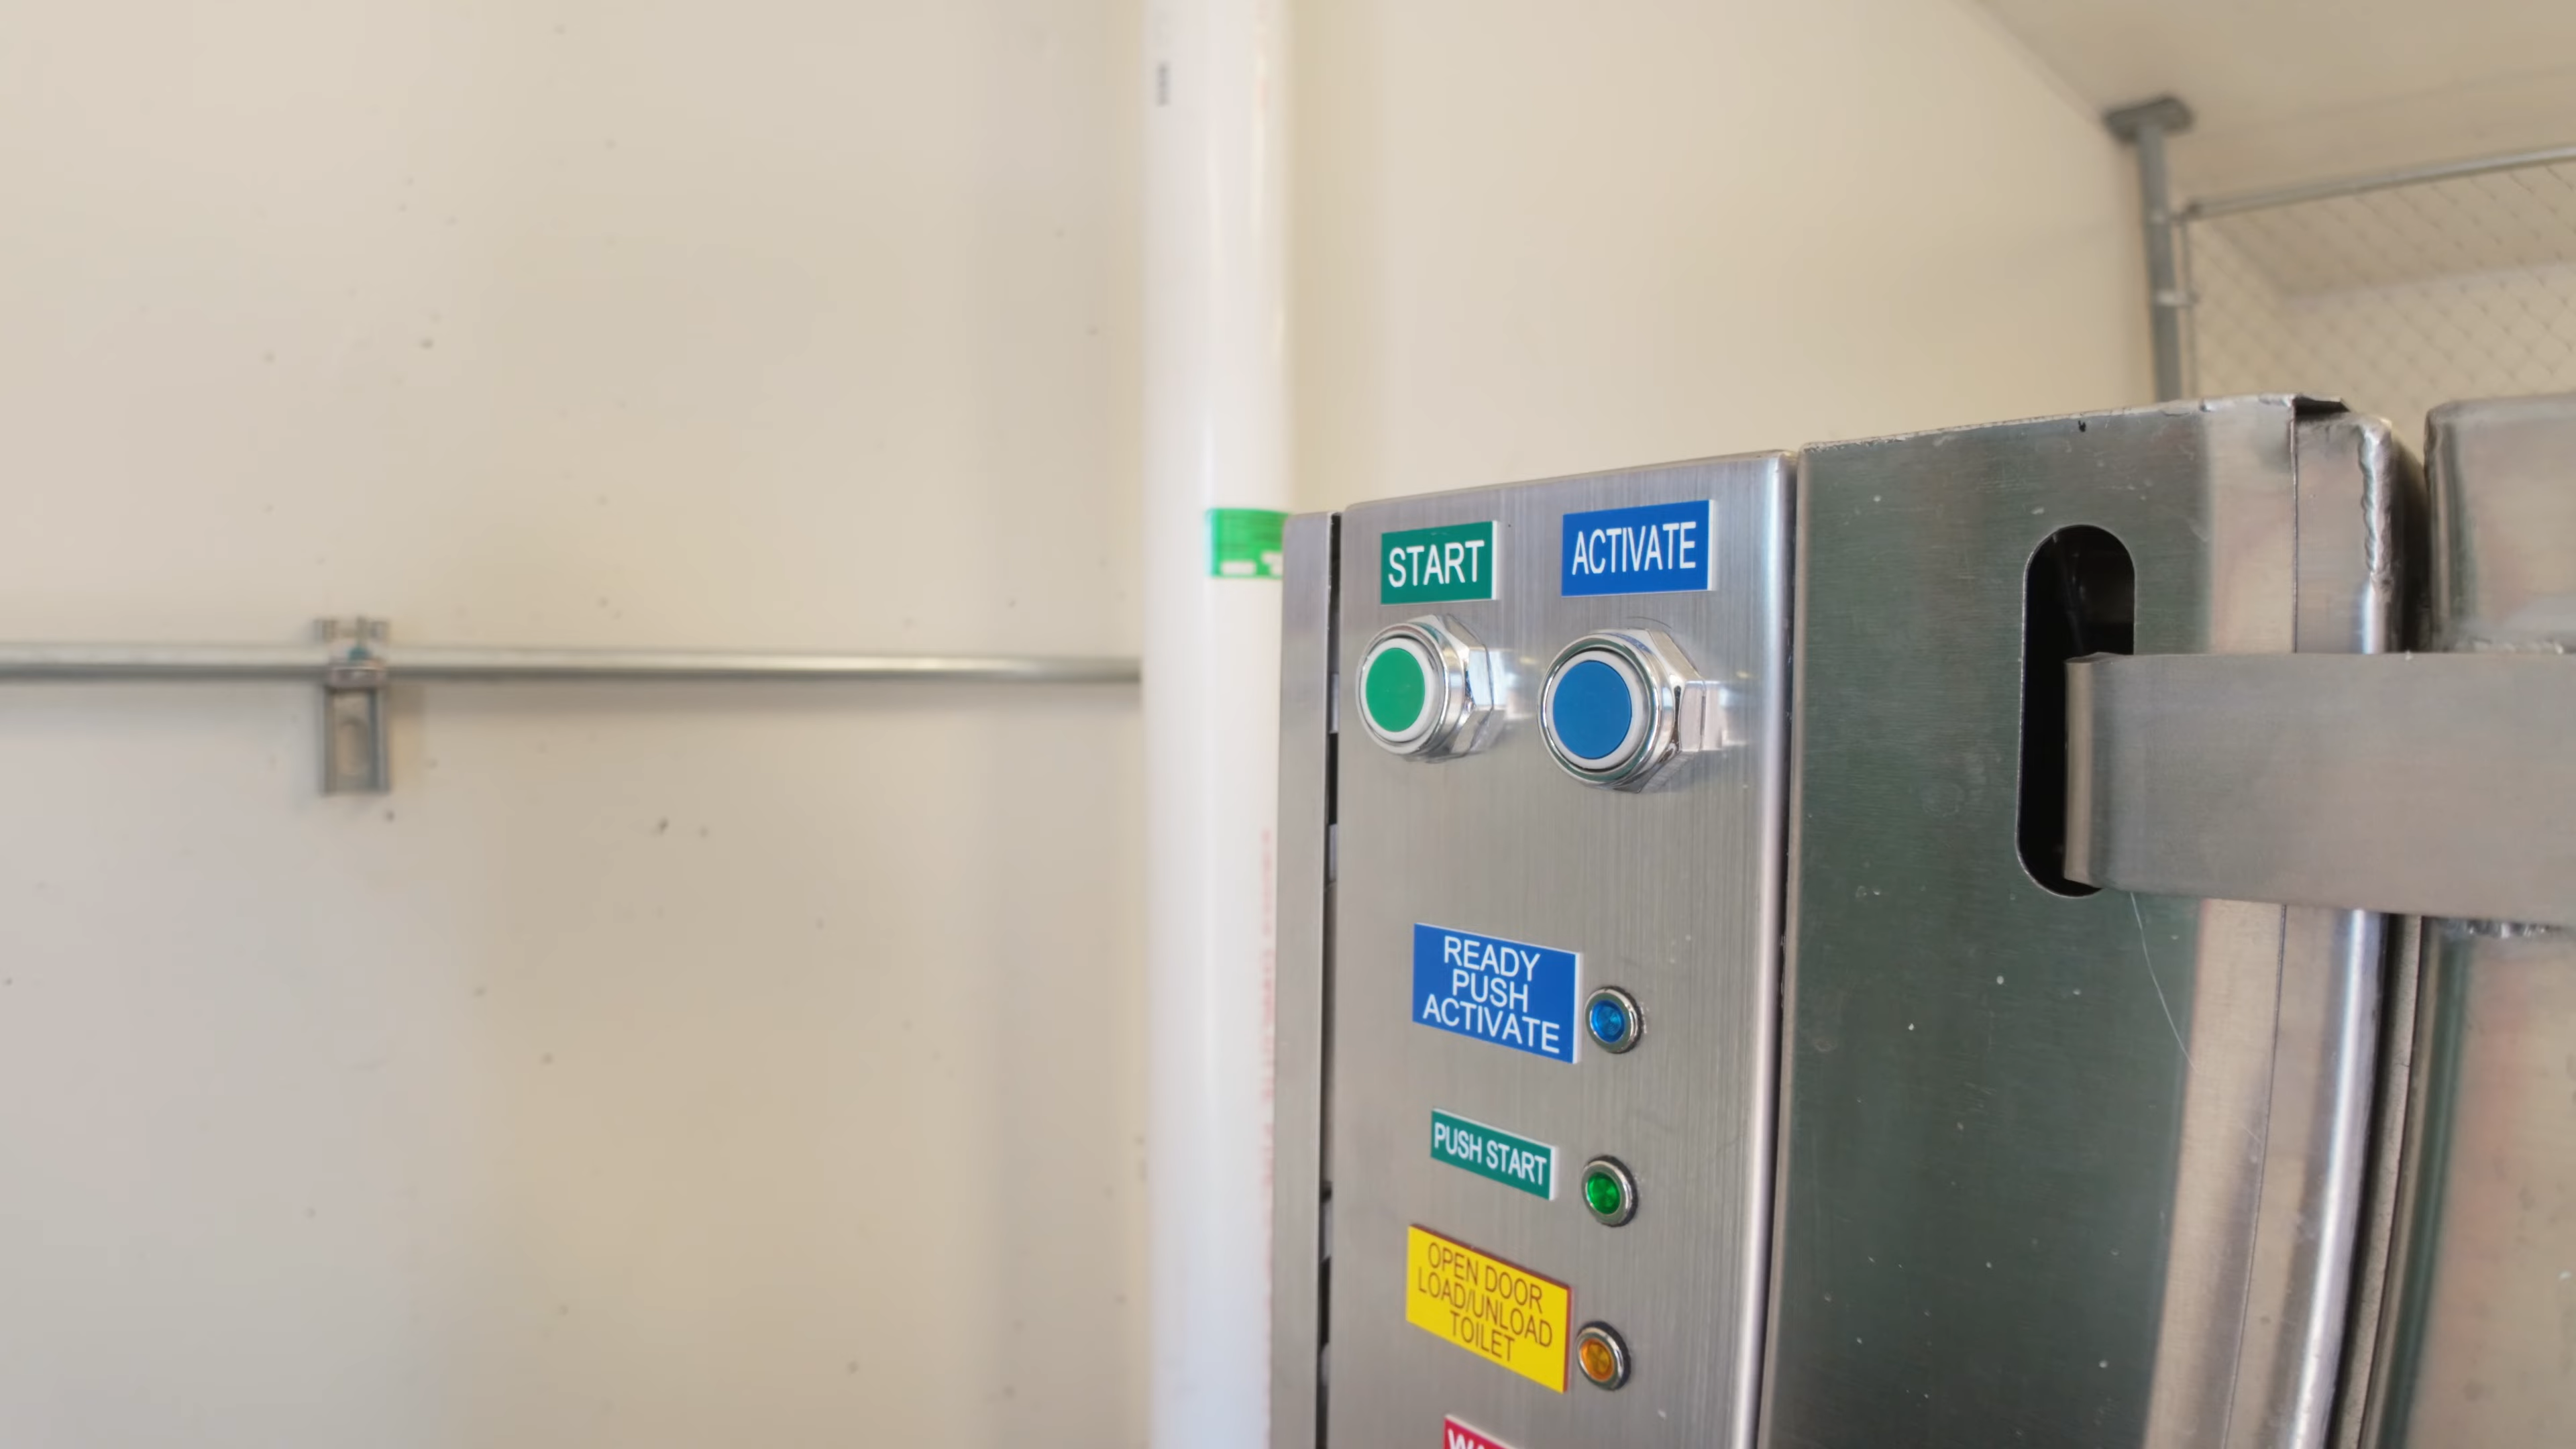 START
ACTIVATE
READY
PUSH
ACTIVATE
PUSH START
OPEN DOOR
LOAD/UNLOAD
TOILET